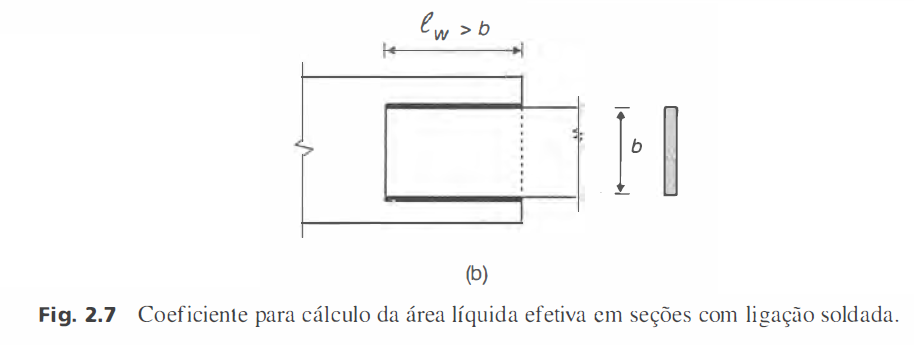 ℓw > b
b
(b)
Fig. 2.7 Coeficiente para cálculo da área líquida efetiva em seções com ligação soldada.